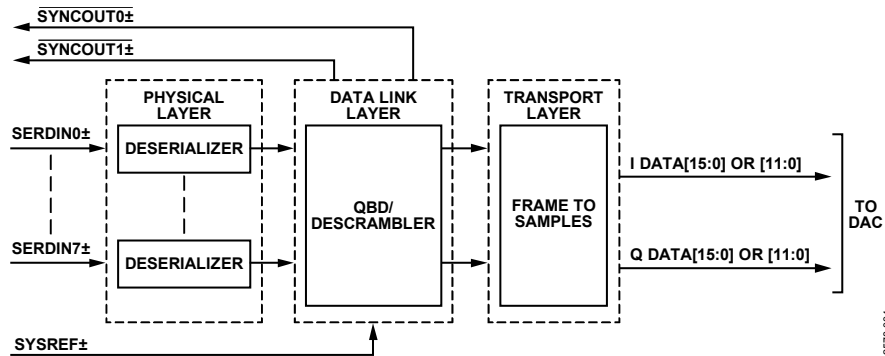 SYNCOUT0±
SYNCOUT1±
PHYSICAL
LAYER
DATA LINK
LAYER
TRANSPORT
LAYER
SERDIN0±
DESERIALIZER
QBD/
DESCRAMBLER
FRAME TO
SAMPLES
I DATA[15:0] OR [11:0]
TO
DAC
SERDIN7±
DESERIALIZER
Q DATA[15:0] OR [11:0]
SYSREF±